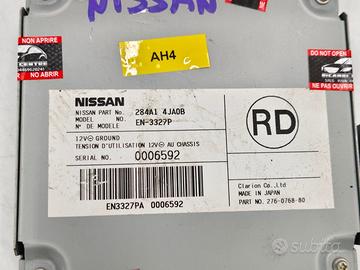 NISSAN
NON APRIRE
DO NOT OPEN
AH4
NE PAS OUVRIR
NISSAN
NISSAN PART No. 284A1 4JA0B
MODEL NO. EN-3327P
N° DE MODELE
12V GROUND
TENSION D'UTILISATION 12V AU CHASSIS
SERIAL NO. 0006592
RD
EN3327PA 0006592
Clarion Co.,Ltd
MADE IN JAPAN
PART No. 276-0768-80
subito